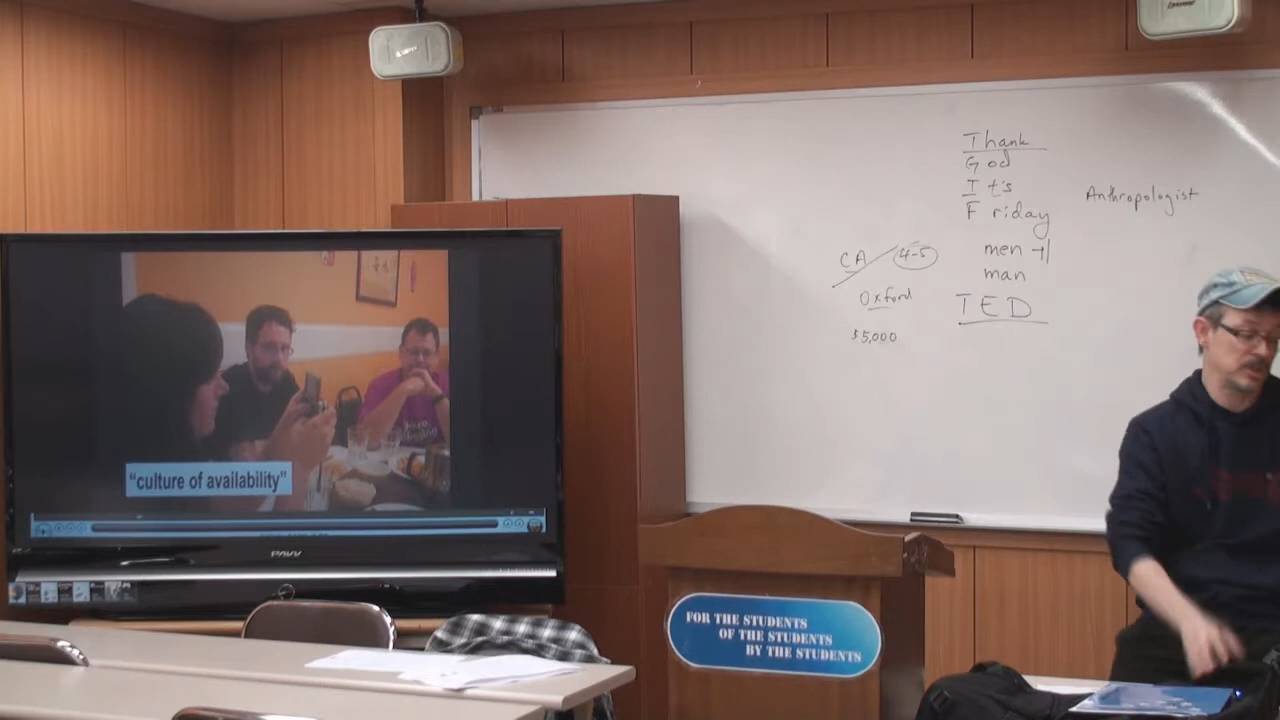 Thank
God
It's
Friday
Anthropologist
men
man
CA 4-5
Oxford
$5,000
TED
"culture of availability"
PAVV
FOR THE STUDENTS
OF THE STUDENTS
BY THE STUDENTS